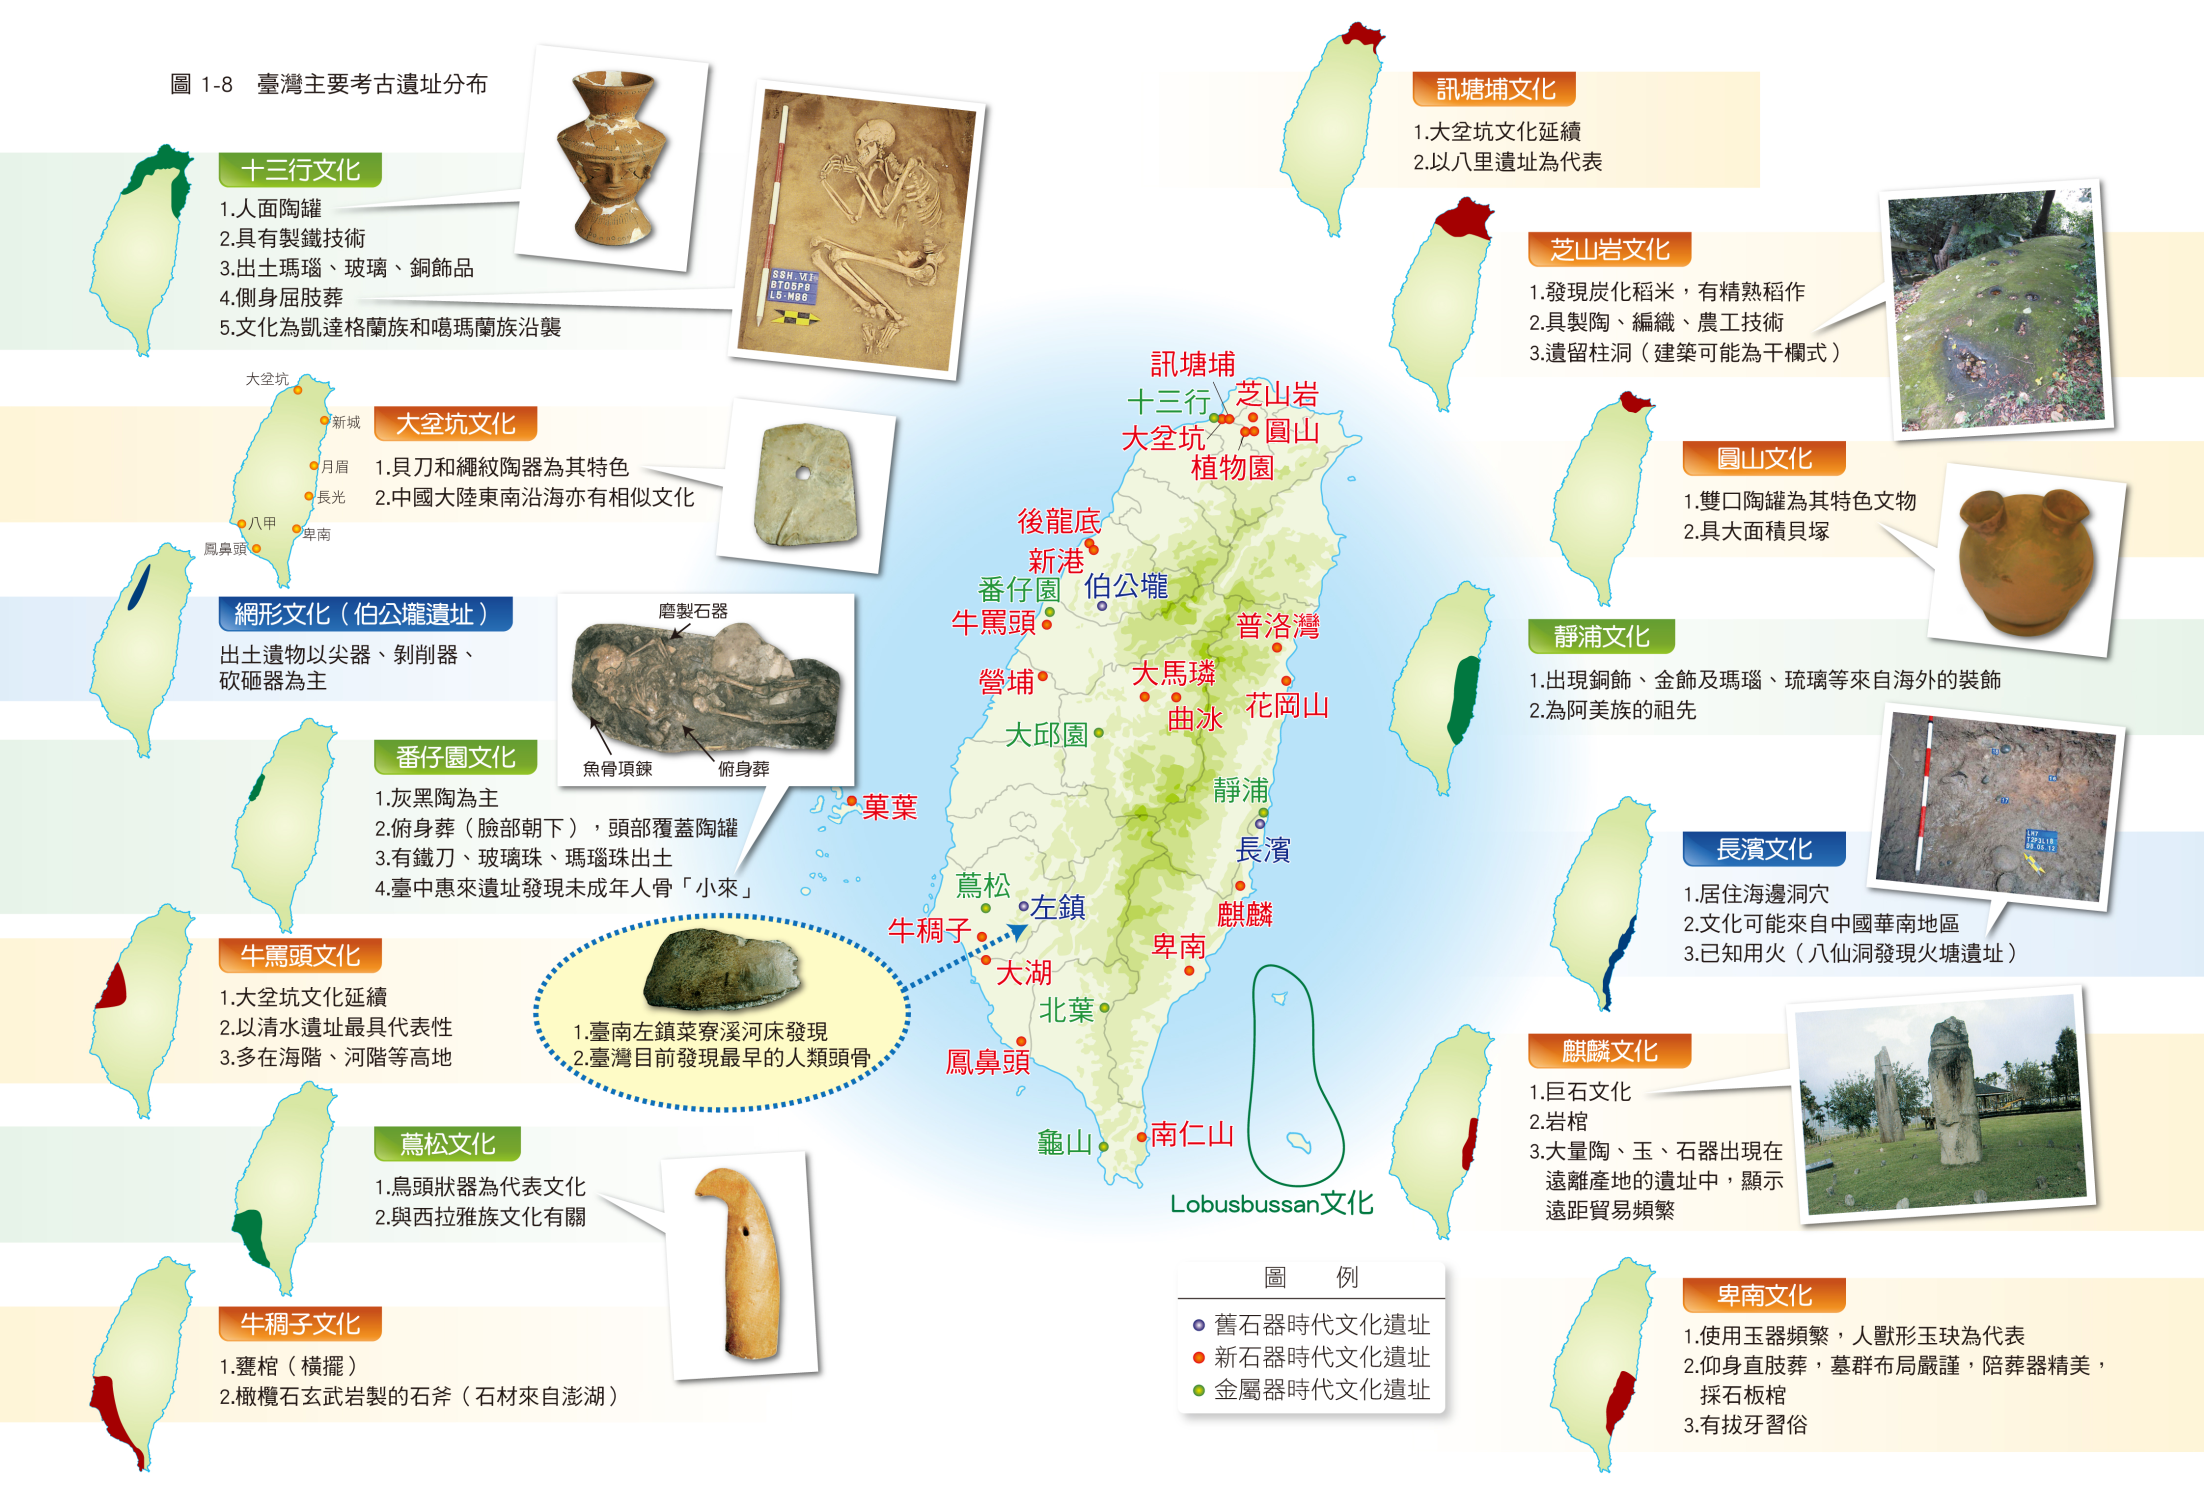 圖 1-8 臺灣主要考古遺址分布
十三行文化
1.人面陶罐
2.具有製鐵技術
3.出土瑪瑙、玻璃、銅飾品
4.側身屈肢葬
5.文化為凱達格蘭族和噶瑪蘭族沿襲
SSH.VII
BT05P8
L5-M86
大坌坑
新城
月眉
長光
八甲
卑南
鳳鼻頭
大坌坑文化
1.貝刀和繩紋陶器為其特色
2.中國大陸東南沿海亦有相似文化
網形文化（伯公壠遺址）
出土遺物以尖器、剝削器、
砍砸器為主
磨製石器
魚骨項鍊
俯身葬
番仔園文化
1.灰黑陶為主
2.俯身葬（臉部朝下），頭部覆蓋陶罐
3.有鐵刀、玻璃珠、瑪瑙珠出土
4.臺中惠來遺址發現未成年人骨「小來」
牛罵頭文化
1.大坌坑文化延續
2.以清水遺址最具代表性
3.多在海階、河階等高地
1.臺南左鎮菜寮溪河床發現
2.臺灣目前發現最早的人類頭骨
蔦松文化
1.鳥頭狀器為代表文化
2.與西拉雅族文化有關
牛稠子文化
1.甕棺（橫擺）
2.橄欖石玄武岩製的石斧（石材來自澎湖）
訊塘埔
十三行
芝山岩
大坌坑
圓山
植物園
後龍底
新港
番仔園
伯公壠
牛罵頭
普洛灣
營埔
大馬璘
曲冰
花岡山
大邱園
靜浦
菓葉
長濱
蔦松
左鎮
麒麟
牛稠子
卑南
大湖
北葉
鳳鼻頭
龜山
南仁山
Lobusbussan文化
圖 例
舊石器時代文化遺址
新石器時代文化遺址
金屬器時代文化遺址
訊塘埔文化
1.大坌坑文化延續
2.以八里遺址為代表
芝山岩文化
1.發現炭化稻米，有精熟稻作
2.具製陶、編織、農工技術
3.遺留柱洞（建築可能為干欄式）
圓山文化
1.雙口陶罐為其特色文物
2.具大面積貝塚
靜浦文化
1.出現銅飾、金飾及瑪瑙、琉璃等來自海外的裝飾
2.為阿美族的祖先
長濱文化
1.居住海邊洞穴
2.文化可能來自中國華南地區
3.已知用火（八仙洞發現火塘遺址）
麒麟文化
1.巨石文化
2.岩棺
3.大量陶、玉、石器出現在
遠離產地的遺址中，顯示
遠距貿易頻繁
卑南文化
1.使用玉器頻繁，人獸形玉玦為代表
2.仰身直肢葬，墓群布局嚴謹，陪葬器精美，
採石板棺
3.有拔牙習俗